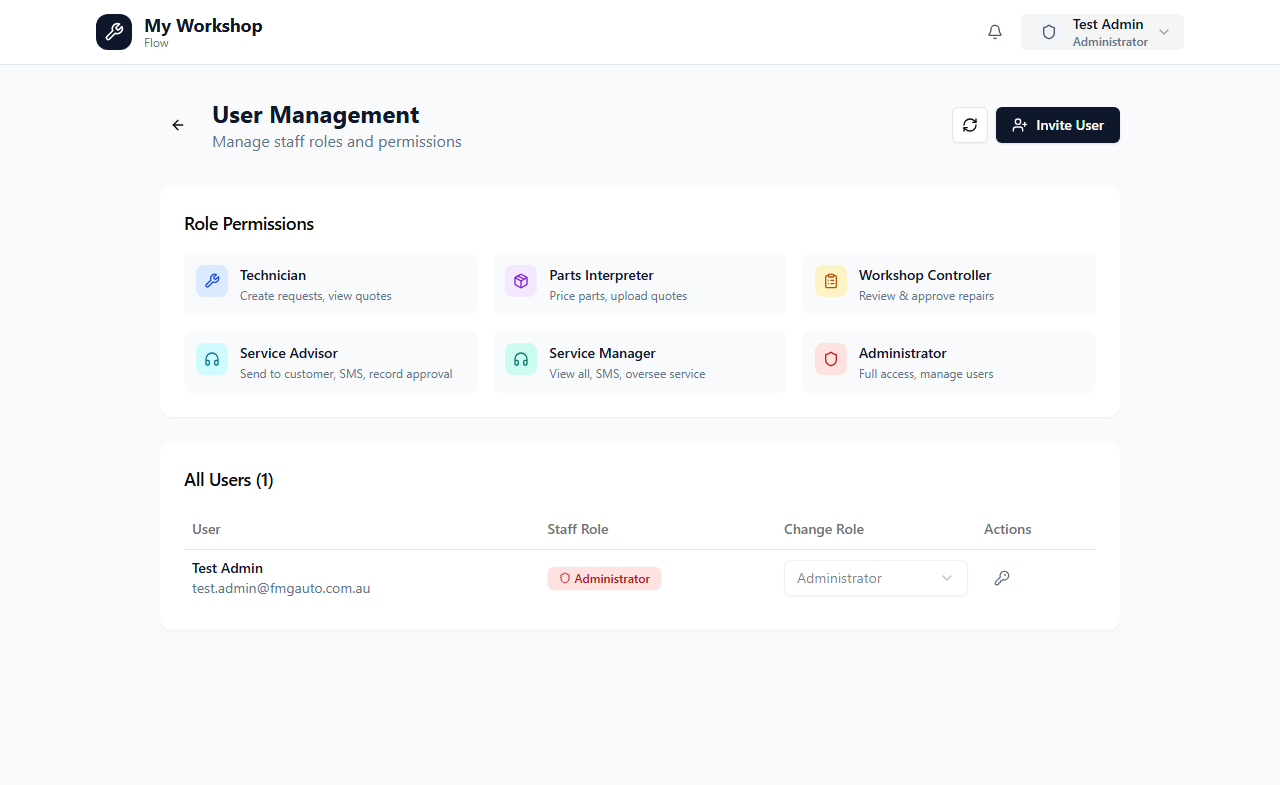 My Workshop
Flow
Test Admin
Administrator
User Management
Manage staff roles and permissions
Invite User
Role Permissions
Technician
Create requests, view quotes
Parts Interpreter
Price parts, upload quotes
Workshop Controller
Review & approve repairs
Service Advisor
Send to customer, SMS, record approval
Service Manager
View all, SMS, oversee service
Administrator
Full access, manage users
All Users (1)
User Staff Role Change Role Actions
Test Admin
test.admin@fmgauto.com.au
Administrator
Administrator